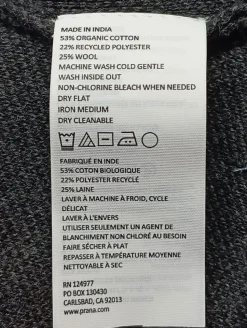 MADE IN INDIA
53% ORGANIC COTTON
22% RECYCLED POLYESTER
25% WOOL
MACHINE WASH COLD GENTLE
WASH INSIDE OUT
NON-CHLORINE BLEACH WHEN NEEDED
DRY FLAT
IRON MEDIUM
DRY CLEANABLE
FABRIQUÉ EN INDE
53% COTON BIOLOGIQUE
22% POLYESTER RECYCLÉ
25% LAINE
LAVER À MACHINE À FROID, CYCLE
DÉLICAT
LAVER À L'ENVERS
UTILISER SEULEMENT UN AGENT DE
BLANCHIMENT NON CHLORÉ AU BESOIN
FAIRE SÉCHER À PLAT
REPASSER À TEMPÉRATURE MOYENNE
NETTOYABLE À SEC
RN 124977
PO BOX 130430
CARLSBAD, CA 92013
www.prana.com